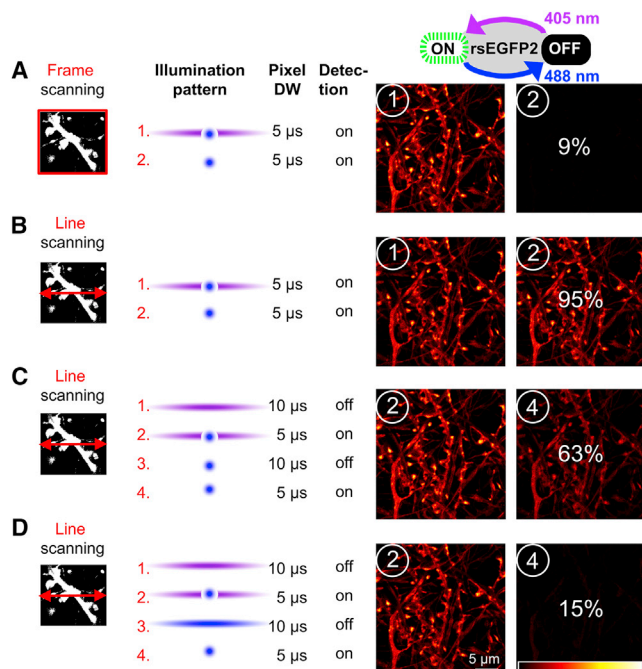 405 nm
ON rsEGFP2 OFF
488 nm
A Frame scanning
Illumination pattern
Pixel DW
Detec-tion
1. 5 µs on
2. 5 µs on
1
2
9%
B Line scanning
1. 5 µs on
2. 5 µs on
1
2
95%
C Line scanning
1. 10 µs off
2. 5 µs on
3. 10 µs off
4. 5 µs on
2
4
63%
D Line scanning
1. 10 µs off
2. 5 µs on
3. 10 µs off
4. 5 µs on
2
4
15%
5 µm